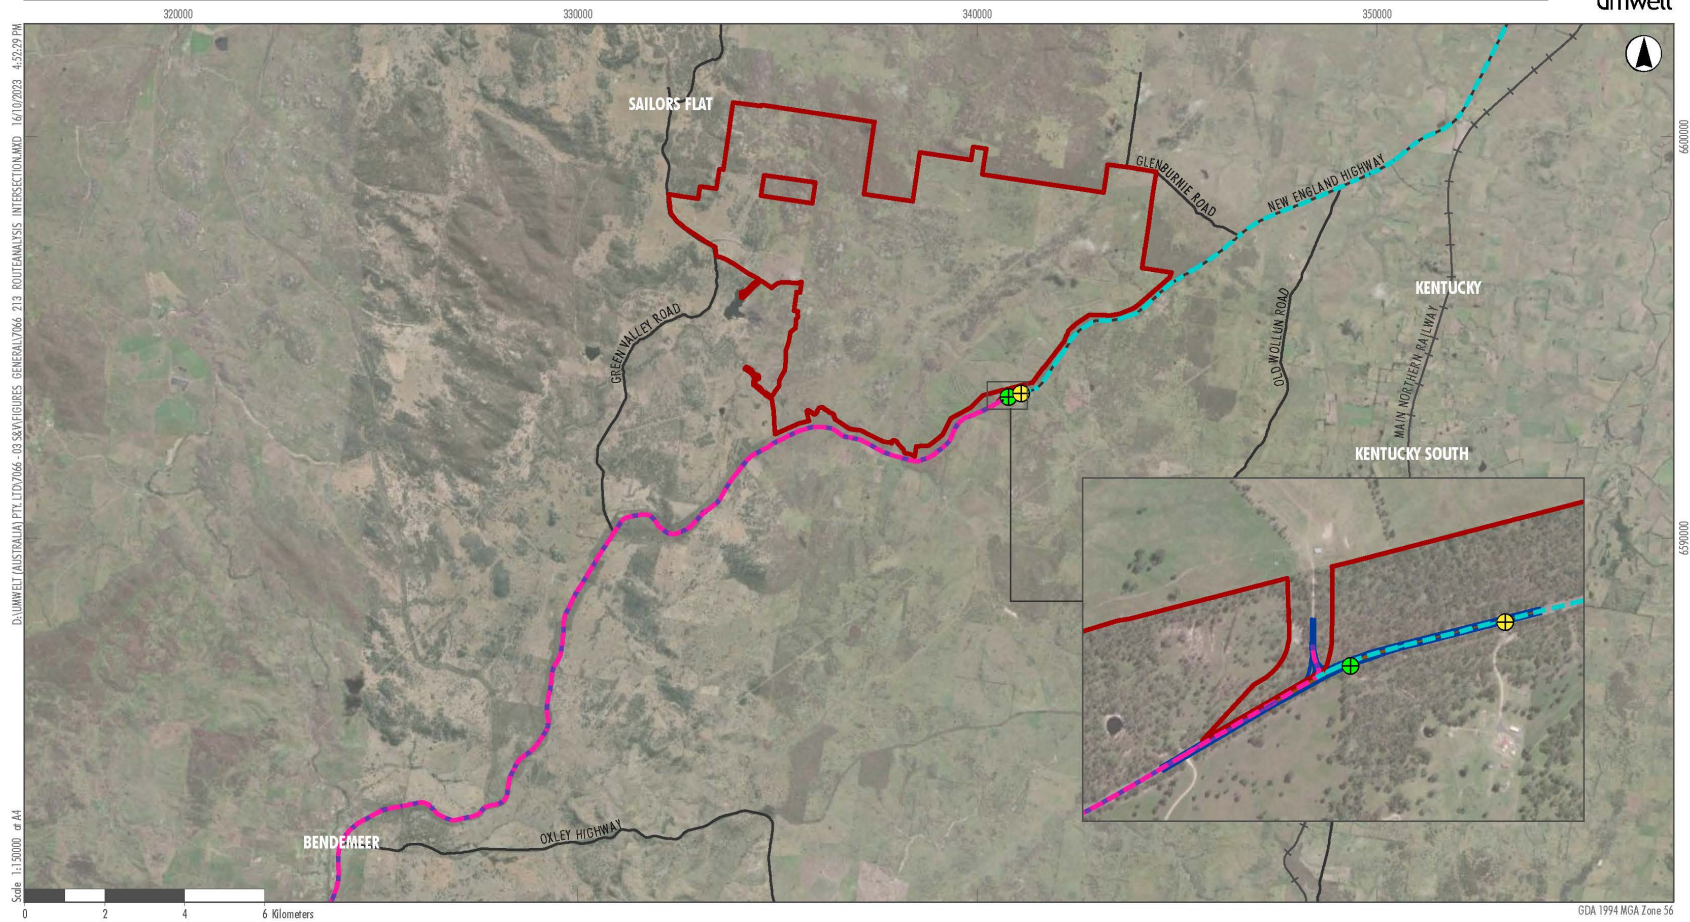 umwell
320000
330000
340000
350000
D:\UMWELT (AUSTRALIA) PTY. LTD\7066 - 03 S&V\FIGURES GENERAL\7066_213_ROUTEANALYSIS_INTERSECTION.MXD 16/10/2023 4:52:29 PM
SAILORS FLAT
6600000
GLENBURNIE ROAD
NEW ENGLAND HIGHWAY
KENTUCKY
GREEN VALLEY ROAD
OLD WOLLUN ROAD
MAIN NORTHERN RAILWAY
KENTUCKY SOUTH
6590000
BENDEMEER
OXLEY HIGHWAY
Scale 1:150000 at A4
0 2 4 6 Kilometers
GDA 1994 MGA Zone 56